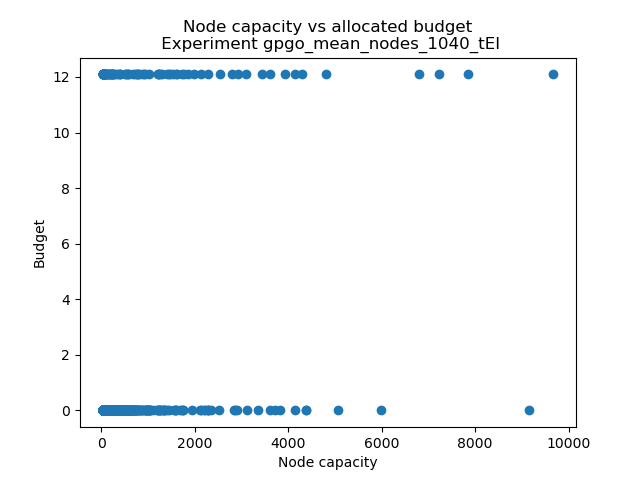 Node capacity vs allocated budget
Experiment gpgo_mean_nodes_1040_tEI
12
10
8
6
4
2
0
Budget
0 2000 4000 6000 8000 10000
Node capacity